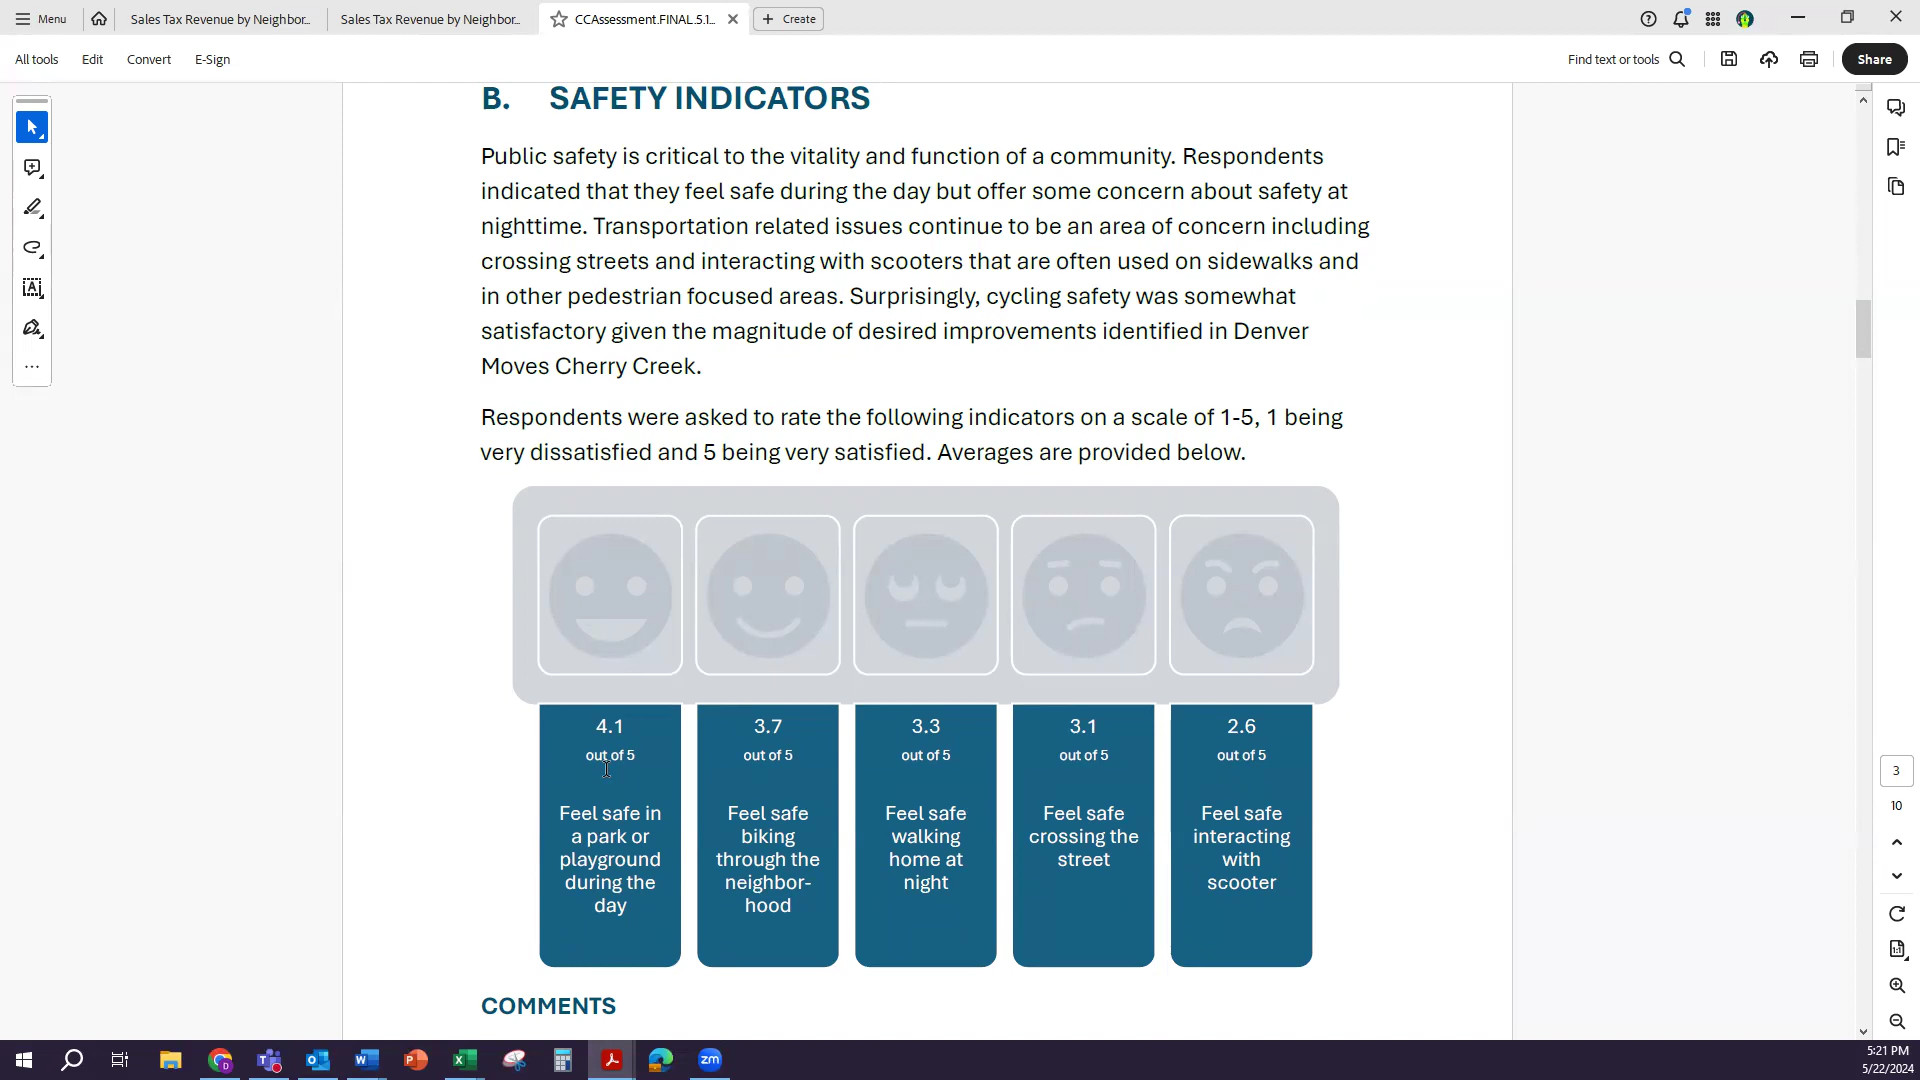 Menu
Sales Tax Revenue by Neighbor...
Sales Tax Revenue by Neighbor...
CCAssessment.FINAL.5.1...
Create
All tools
Edit
Convert
E-Sign
Find text or tools
Share
B. SAFETY INDICATORS
Public safety is critical to the vitality and function of a community. Respondents
indicated that they feel safe during the day but offer some concern about safety at
nighttime. Transportation related issues continue to be an area of concern including
crossing streets and interacting with scooters that are often used on sidewalks and
in other pedestrian focused areas. Surprisingly, cycling safety was somewhat
satisfactory given the magnitude of desired improvements identified in Denver
Moves Cherry Creek.
Respondents were asked to rate the following indicators on a scale of 1-5, 1 being
very dissatisfied and 5 being very satisfied. Averages are provided below.
4.1
out of 5
Feel safe in
a park or
playground
during the
day
3.7
out of 5
Feel safe
biking
through the
neighbor-
hood
3.3
out of 5
Feel safe
walking
home at
night
3.1
out of 5
Feel safe
crossing the
street
2.6
out of 5
Feel safe
interacting
with
scooter
COMMENTS
3
10
5:21 PM
5/22/2024